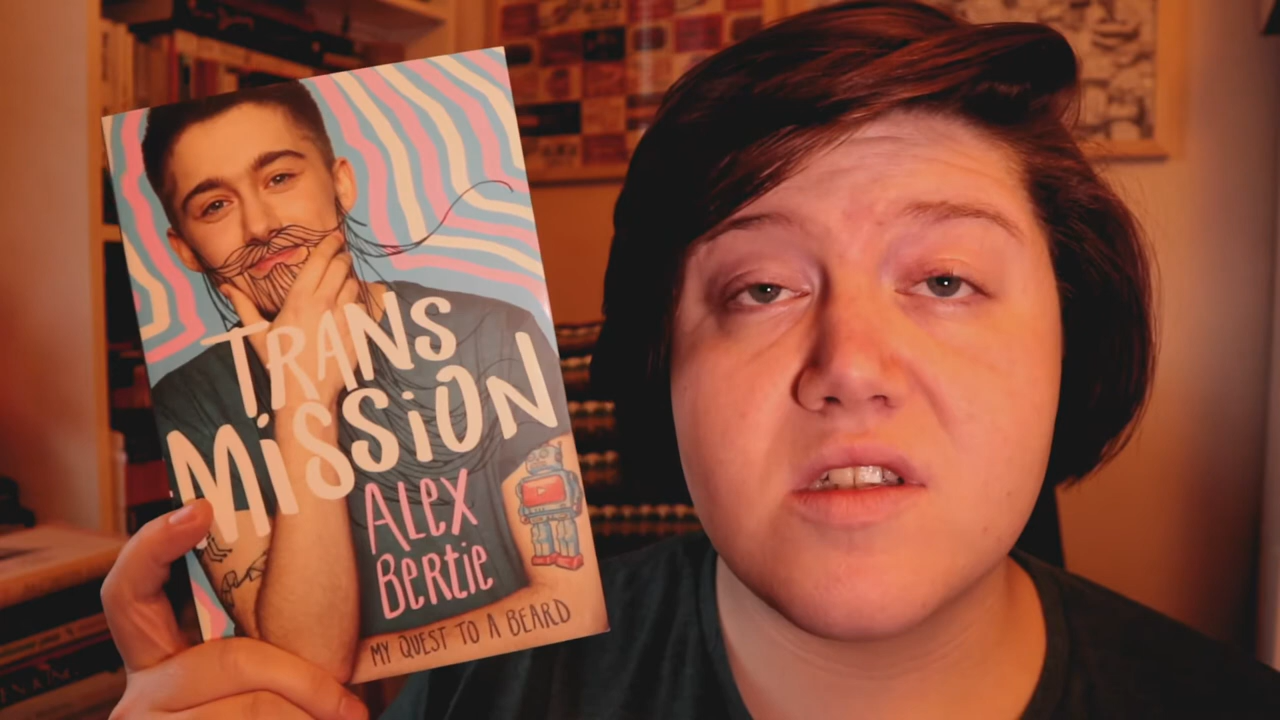 TRANS
MiSSiON
ALEX
BERtiE
MY QUEST TO A BEARD